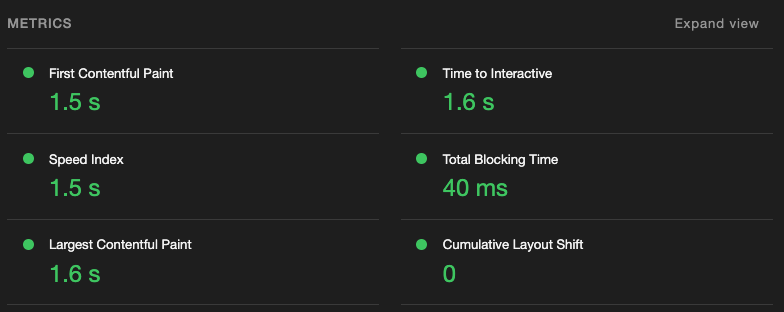 METRICS
Expand view
First Contentful Paint
1.5 s
Time to Interactive
1.6 s
Speed Index
1.5 s
Total Blocking Time
40 ms
Largest Contentful Paint
1.6 s
Cumulative Layout Shift
0